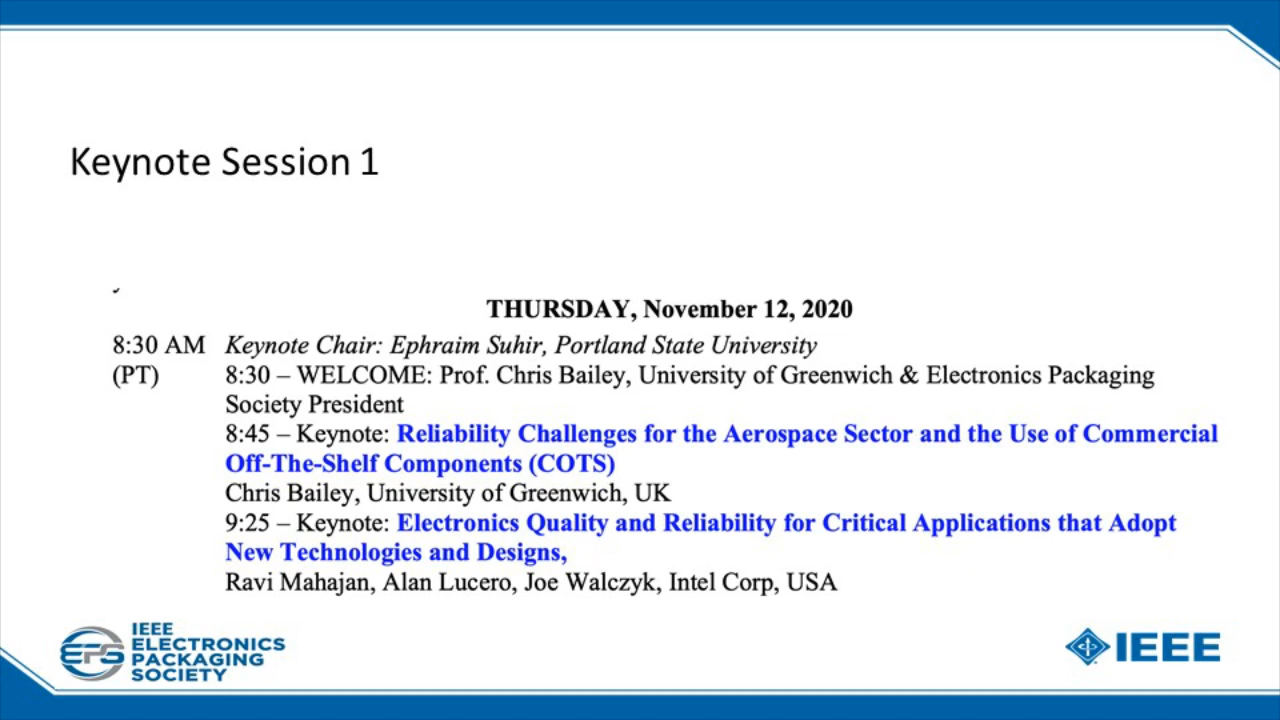 Keynote Session 1
THURSDAY, November 12, 2020
8:30 AM Keynote Chair: Ephraim Suhir, Portland State University
(PT) 8:30 – WELCOME: Prof. Chris Bailey, University of Greenwich & Electronics Packaging
Society President
8:45 – Keynote: Reliability Challenges for the Aerospace Sector and the Use of Commercial
Off-The-Shelf Components (COTS)
Chris Bailey, University of Greenwich, UK
9:25 – Keynote: Electronics Quality and Reliability for Critical Applications that Adopt
New Technologies and Designs,
Ravi Mahajan, Alan Lucero, Joe Walczyk, Intel Corp, USA
EPS
IEEE
ELECTRONICS
PACKAGING
SOCIETY
IEEE